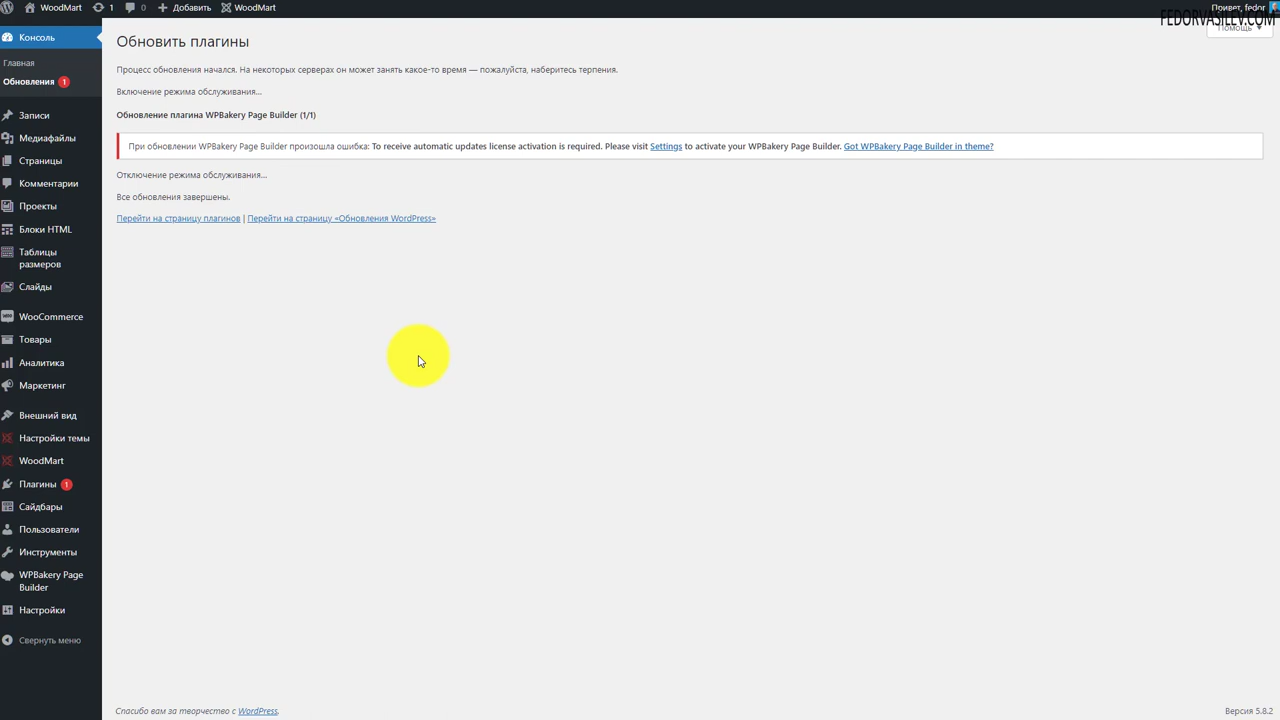 WoodMart 1 0 Добавить WoodMart Привет, fedor
FEDORVASILEV.COM
Консоль
Помощь
Обновить плагины
Главная
Процесс обновления начался. На некоторых серверах он может занять какое-то время — пожалуйста, наберитесь терпения.
Обновления 1
Включение режима обслуживания…
Обновление плагина WPBakery Page Builder (1/1)
При обновлении WPBakery Page Builder произошла ошибка: To receive automatic updates license activation is required. Please visit Settings to activate your WPBakery Page Builder. Got WPBakery Page Builder in theme?
Отключение режима обслуживания…
Все обновления завершены.
Перейти на страницу плагинов | Перейти на страницу «Обновления WordPress»
Записи
Медиафайлы
Страницы
Комментарии
Проекты
Блоки HTML
Таблицы
размеров
Слайды
WooCommerce
Товары
Аналитика
Маркетинг
Внешний вид
Настройки темы
WoodMart
Плагины 1
Сайдбары
Пользователи
Инструменты
WPBakery Page
Builder
Настройки
Свернуть меню
Спасибо вам за творчество с WordPress.
Версия 5.8.2